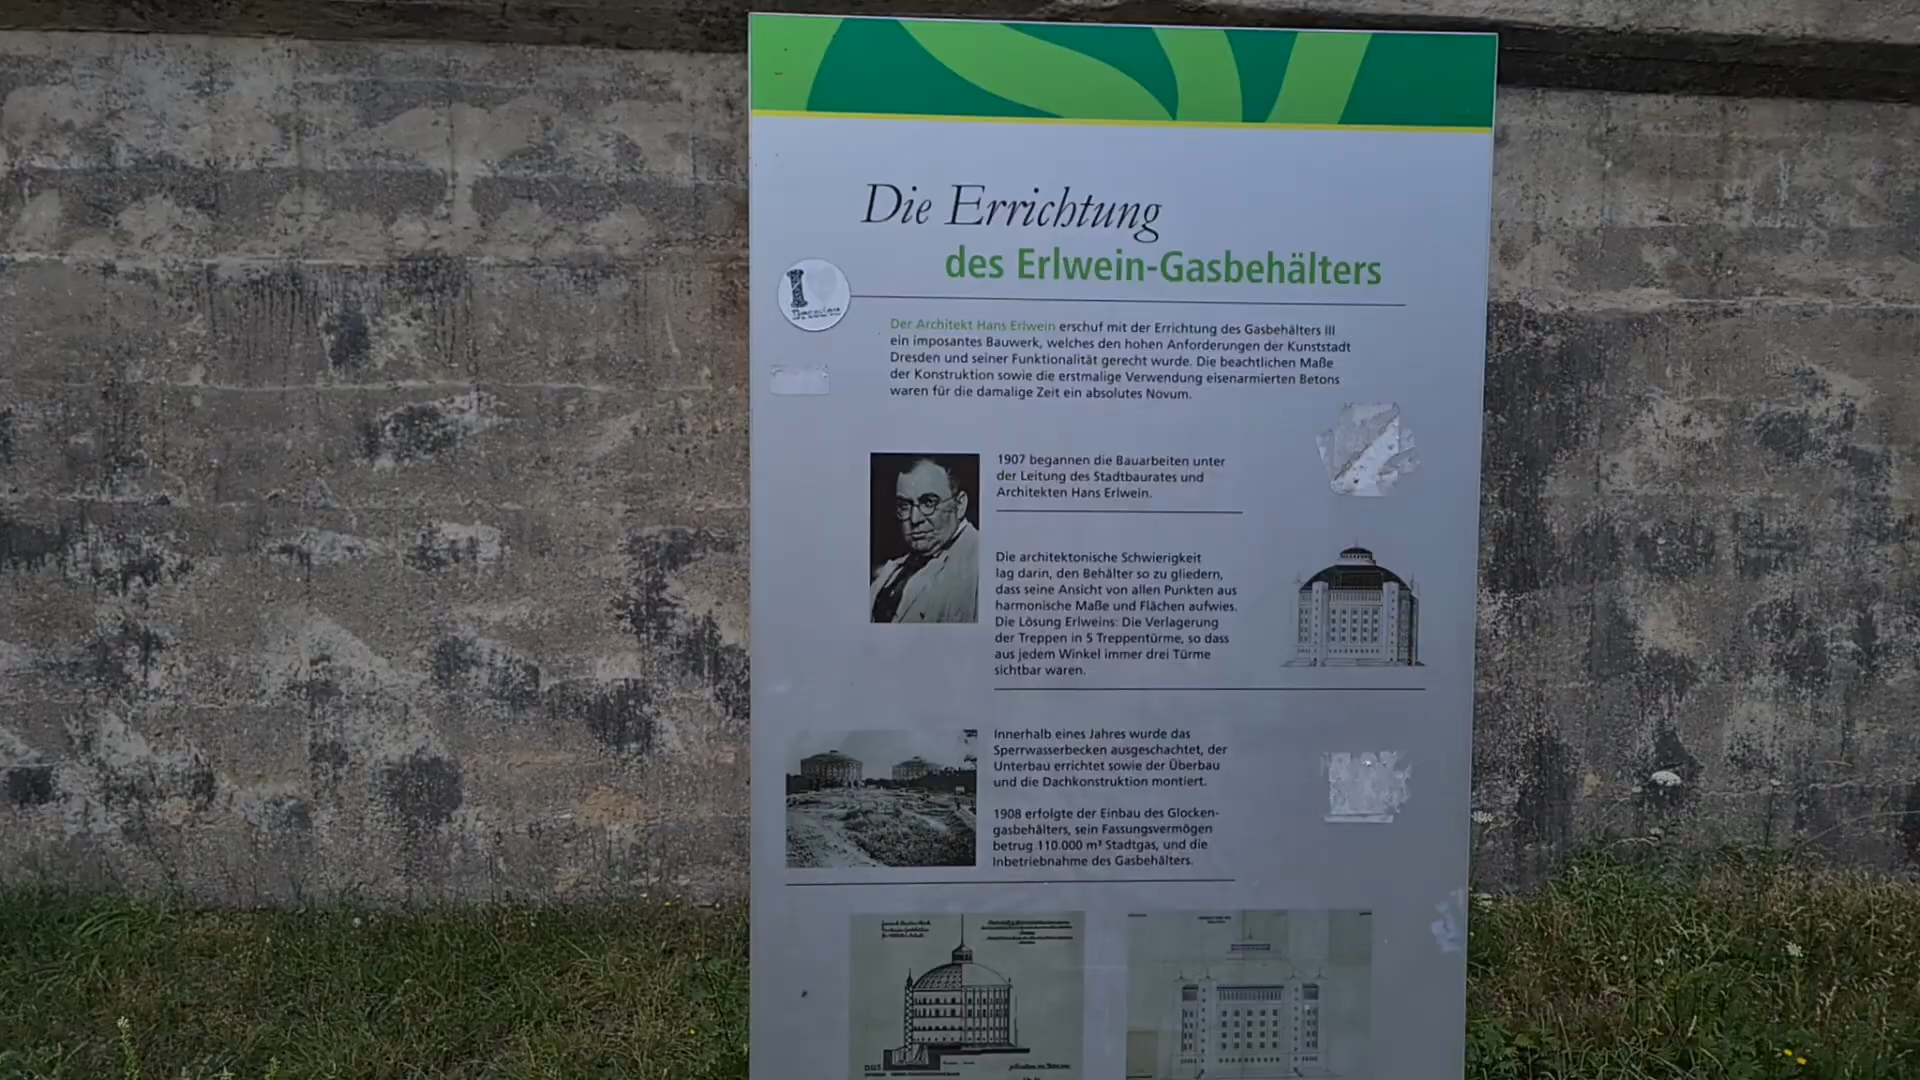 Die Errichtung
des Erlwein-Gasbehälters
I
Der Architekt Hans Erlwein erschuf mit der Errichtung des Gasbehälters III
ein imposantes Bauwerk, welches den hohen Anforderungen der Kunststadt
Dresden und seiner Funktionalität gerecht wurde. Die beachtlichen Maße
der Konstruktion sowie die erstmalige Verwendung eisenarmierten Betons
waren für die damalige Zeit ein absolutes Novum.
1907 begannen die Bauarbeiten unter
der Leitung des Stadtbaurates und
Architekten Hans Erlwein.
Die architektonische Schwierigkeit
lag darin, den Behälter so zu gliedern,
dass seine Ansicht von allen Punkten aus
harmonische Maße und Flächen aufwies.
Die Lösung Erlweins: Die Verlagerung
der Treppen in 5 Treppentürme, so dass
aus jedem Winkel immer drei Türme
sichtbar waren.
Innerhalb eines Jahres wurde das
Sperrwasserbecken ausgeschachtet, der
Unterbau errichtet sowie der Überbau
und die Dachkonstruktion montiert.
1908 erfolgte der Einbau des Glocken-
gasbehälters, sein Fassungsvermögen
betrug 110.000 m³ Stadtgas, und die
Inbetriebnahme des Gasbehälters.